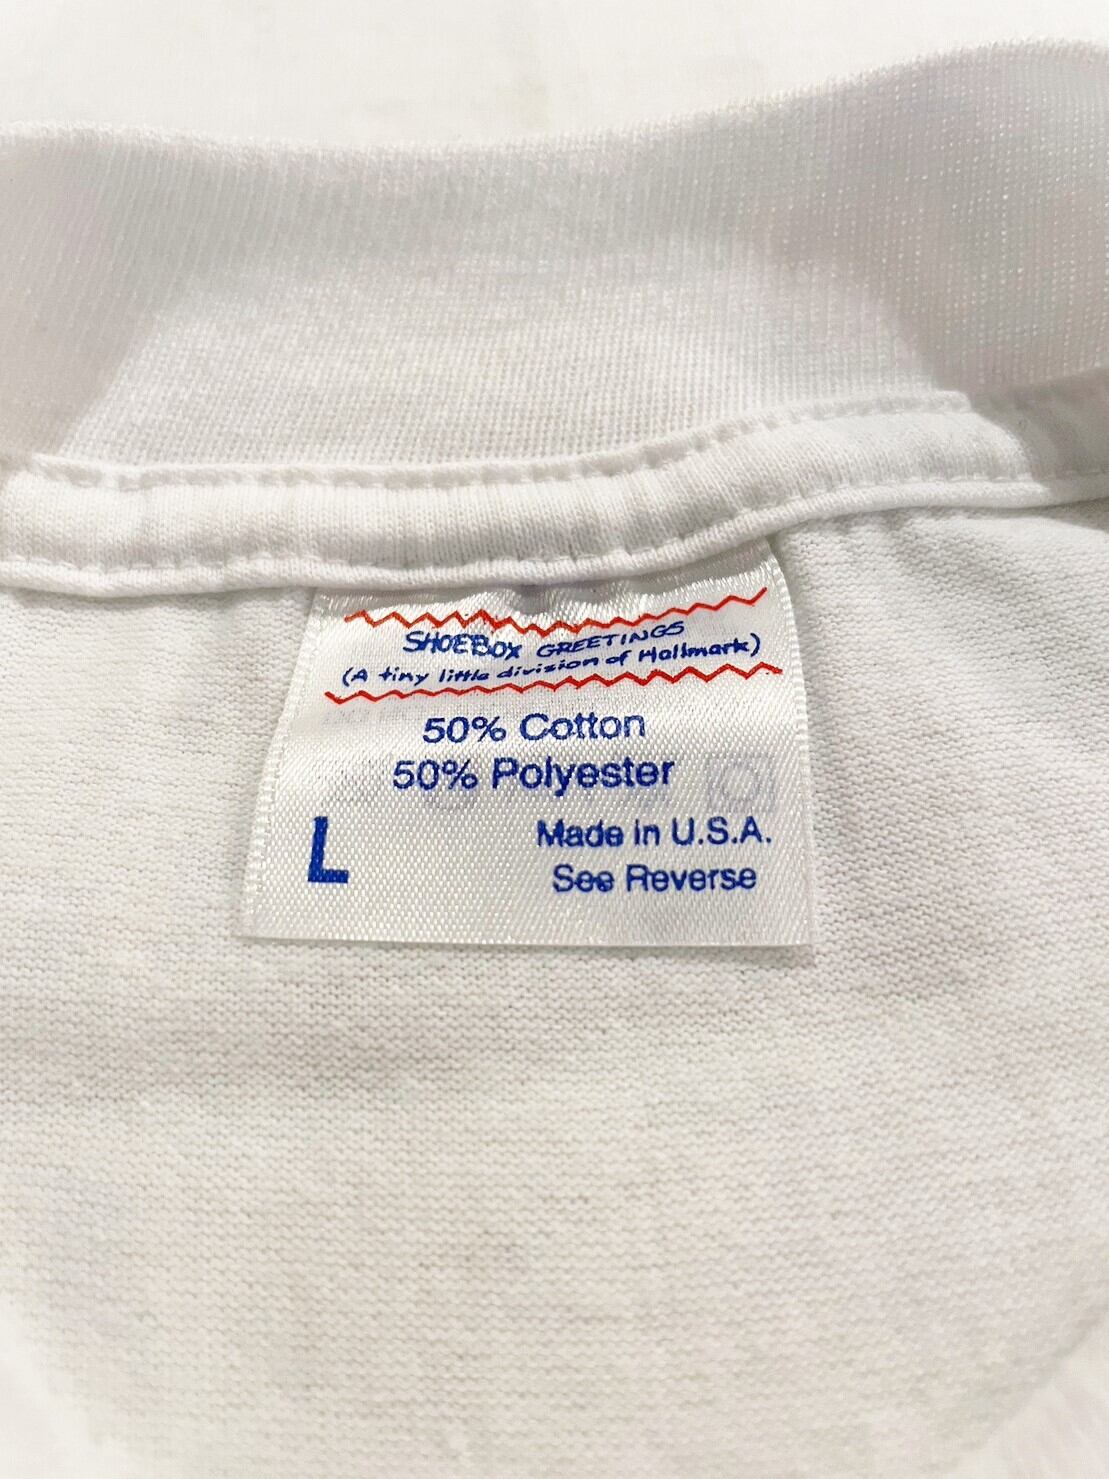 SHOEBOX GREETINGS
(A tiny little division of Hallmark)
50% Cotton
50% Polyester
L
Made in U.S.A.
See Reverse